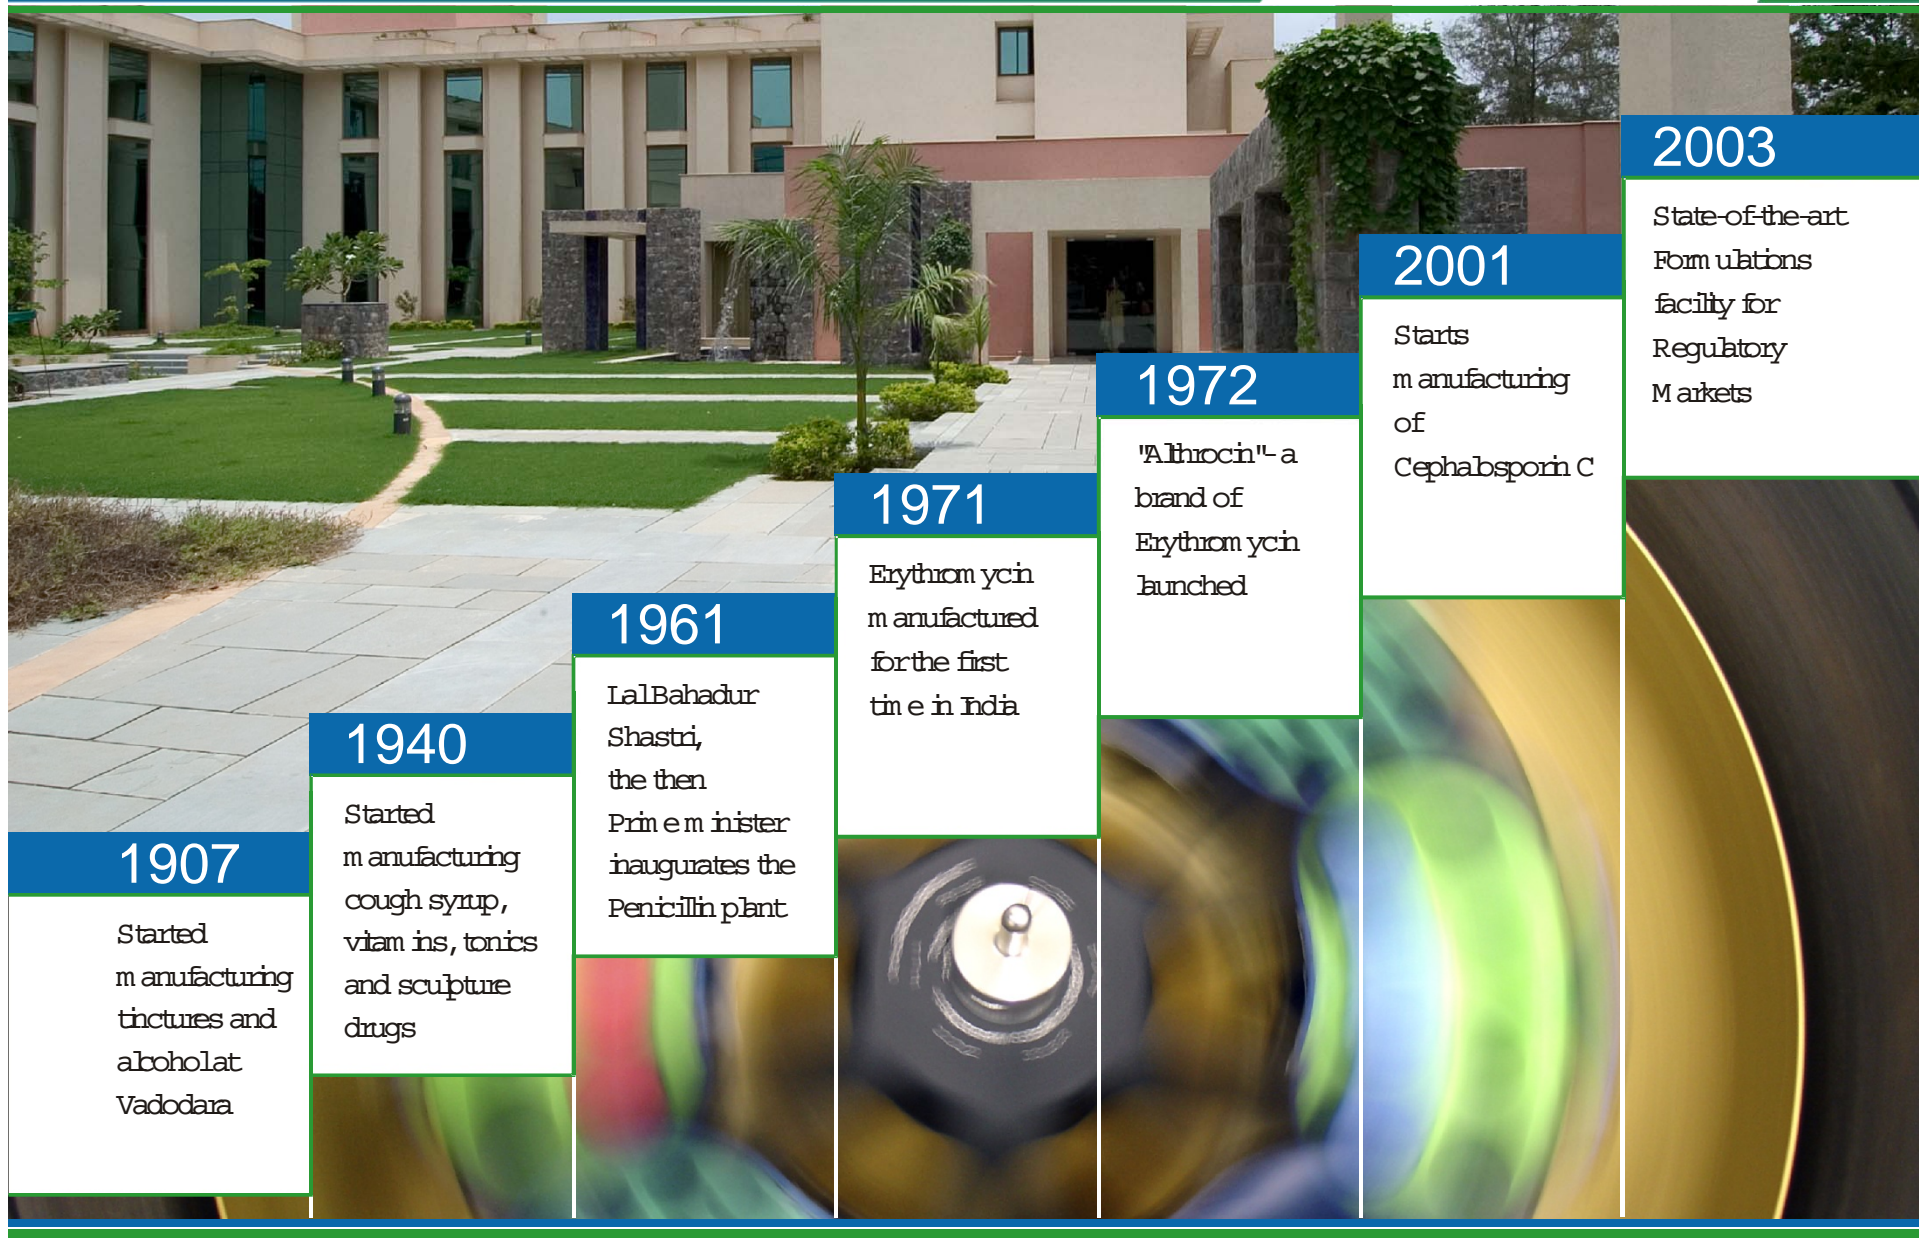 1907
Started
manufacturing
tinctures and
alcohol at
Vadodara
1940
Started
manufacturing
cough syrup,
vitamins, tonics
and sculpture
drugs
1961
Lal Bahadur
Shastri,
the then
Prime minister
inaugurates the
Penicillin plant
1971
Erythromycin
manufactured
for the first
time in India
1972
"Althrocin"- a
brand of
Erythromycin
launched
2001
Starts
manufacturing
of
Cephalosporin C
2003
State-of-the-art
Formulations
facility for
Regulatory
Markets